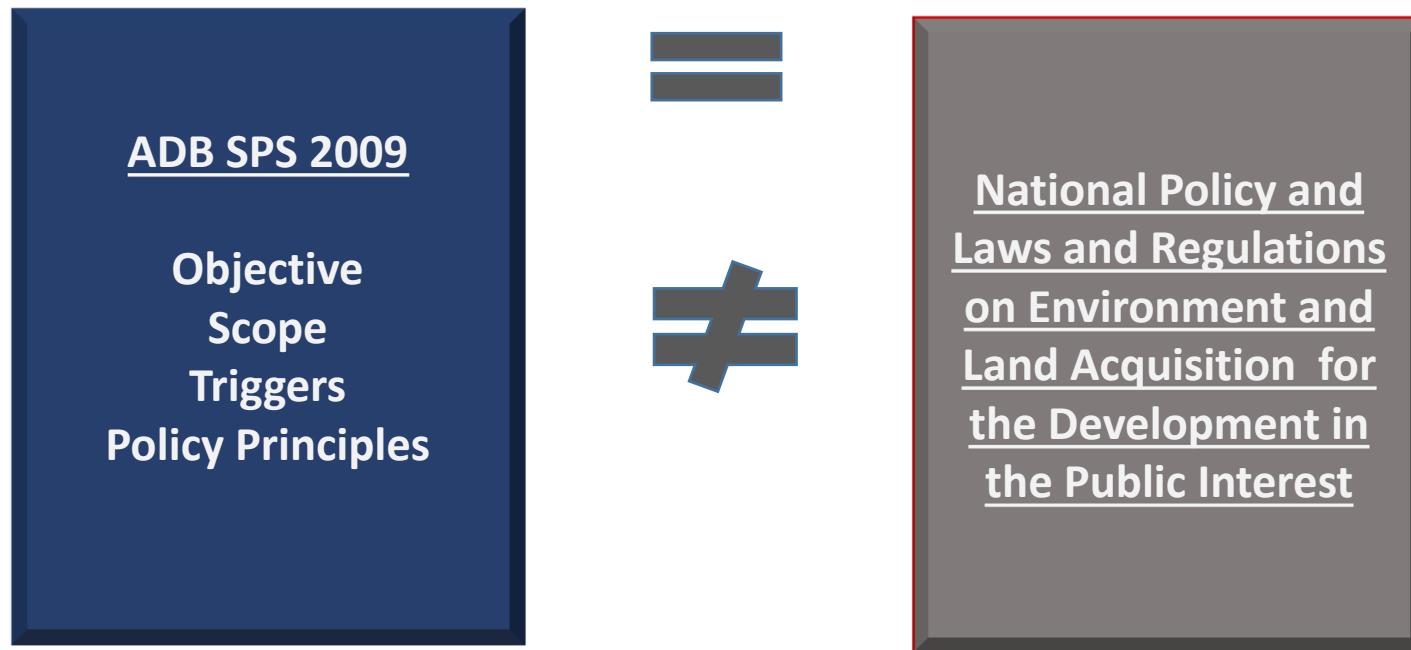 ADB SPS 2009
Objective
Scope
Triggers
Policy Principles
=
≠
National Policy and
Laws and Regulations
on Environment and
Land Acquisition for
the Development in
the Public Interest